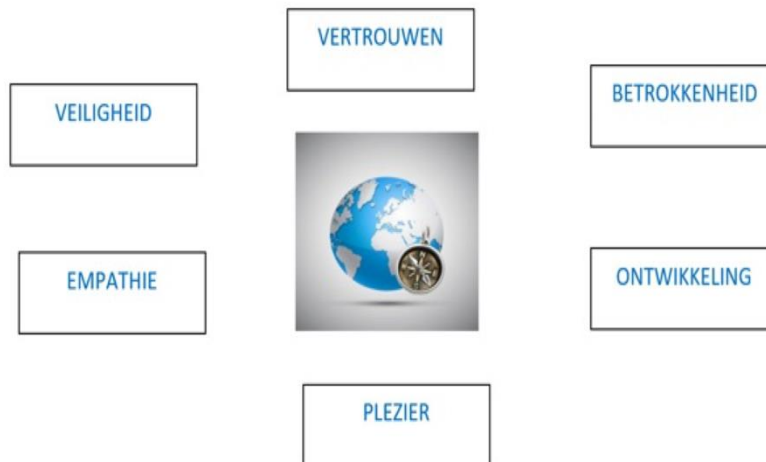 VERTROUWEN
VEILIGHEID
BETROKKENHEID
EMPATHIE
ONTWIKKELING
PLEZIER